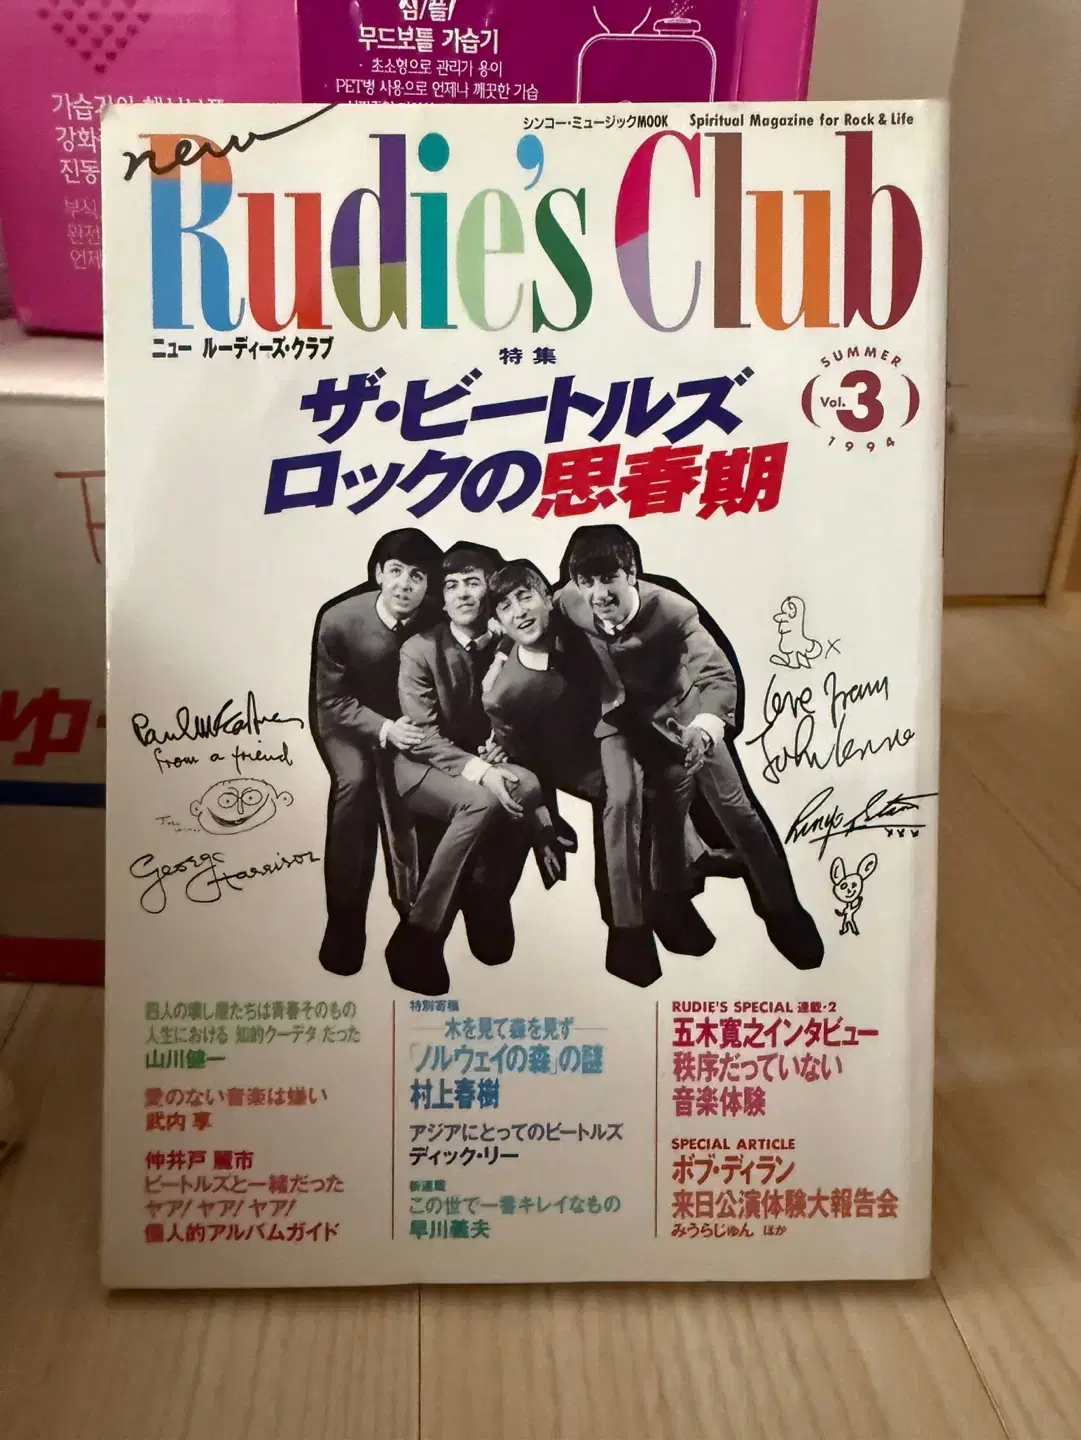 심/플/
무드보틀 가습기
· 초소형으로 관리가 용이
· PET병 사용으로 언제나 깨끗한 가습
강화
진동
부식
완전
언제
シンコー・ミュージックMOOK Spiritual Magazine for Rock & Life
new
Rudie's Club
ニュー ルーディーズ・クラブ
特集
SUMMER
Vol.3
1994
ザ・ビートルズ
ロックの思春期
Paul McCartney
from a friend
George Harrison
love from
John Lennon
Ringo Starr
xxx
ゆ
四人の壊し屋たちは青春そのもの
人生における 知的クーデタ だった
山川健一
愛のない音楽は嫌い
武内 享
仲井戸 麗市
ビートルズと一緒だった
ヤァ! ヤァ! ヤァ!
個人的アルバムガイド
特別寄稿
木を見て森を見ず
「ノルウェイの森」の謎
村上春樹
アジアにとってのビートルズ
ディック・リー
新連載
この世で一番キレイなもの
早川義夫
RUDIE'S SPECIAL 連載・2
五木寛之インタビュー
秩序だっていない
音楽体験
SPECIAL ARTICLE
ボブ・ディラン
来日公演体験大報告会
みうらじゅん ほか